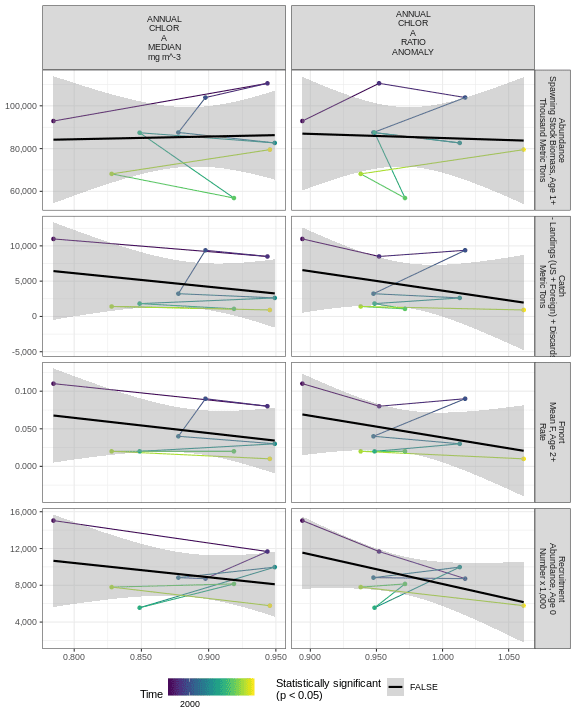 ANNUAL
CHLOR
A
MEDIAN
mg m^-3
ANNUAL
CHLOR
A
RATIO
ANOMALY
100,000
80,000
60,000
Abundance
Spawning Stock Biomass, Age 1+
Thousand Metric Tons
10,000
5,000
0
-5,000
Catch
- Landings (US + Foreign) + Discards
Metric Tons
0.100
0.050
0.000
Fmort
Mean F, Age 2+
Rate
16,000
12,000
8,000
4,000
Recruitment
Abundance, Age 0
Number x 1,000
0.800
0.850
0.900
0.950
0.900
0.950
1.000
1.050
Time
2000
Statistically significant
(p < 0.05)
FALSE